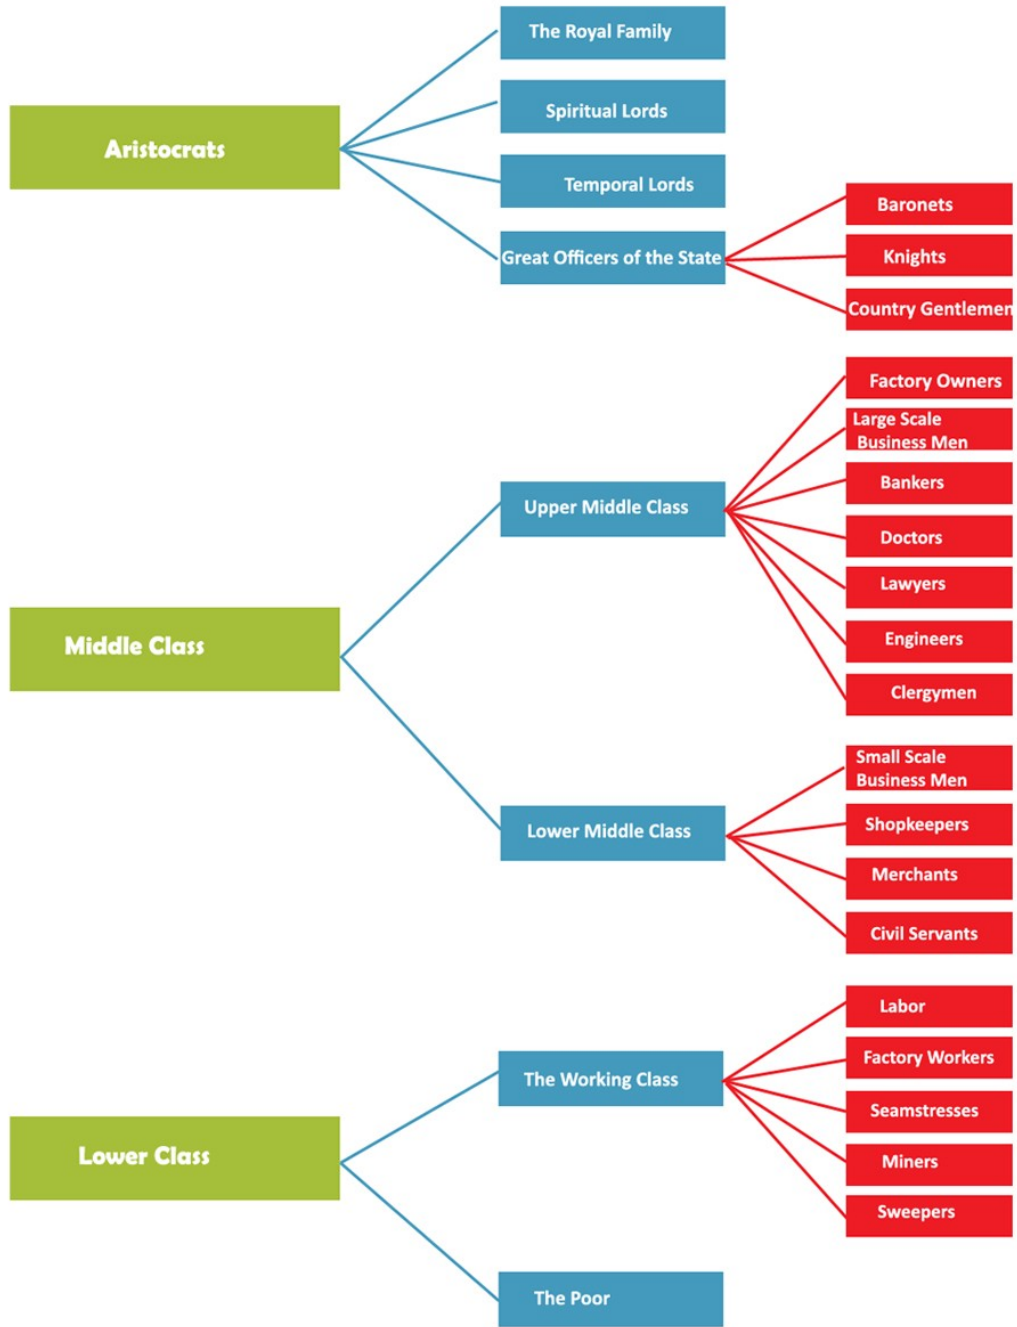 Aristocrats
The Royal Family
Spiritual Lords
Temporal Lords
Great Officers of the State
Baronets
Knights
Country Gentlemen
Middle Class
Upper Middle Class
Factory Owners
Large Scale
Business Men
Bankers
Doctors
Lawyers
Engineers
Clergymen
Lower Middle Class
Small Scale
Business Men
Shopkeepers
Merchants
Civil Servants
Lower Class
The Working Class
Labor
Factory Workers
Seamstresses
Miners
Sweepers
The Poor